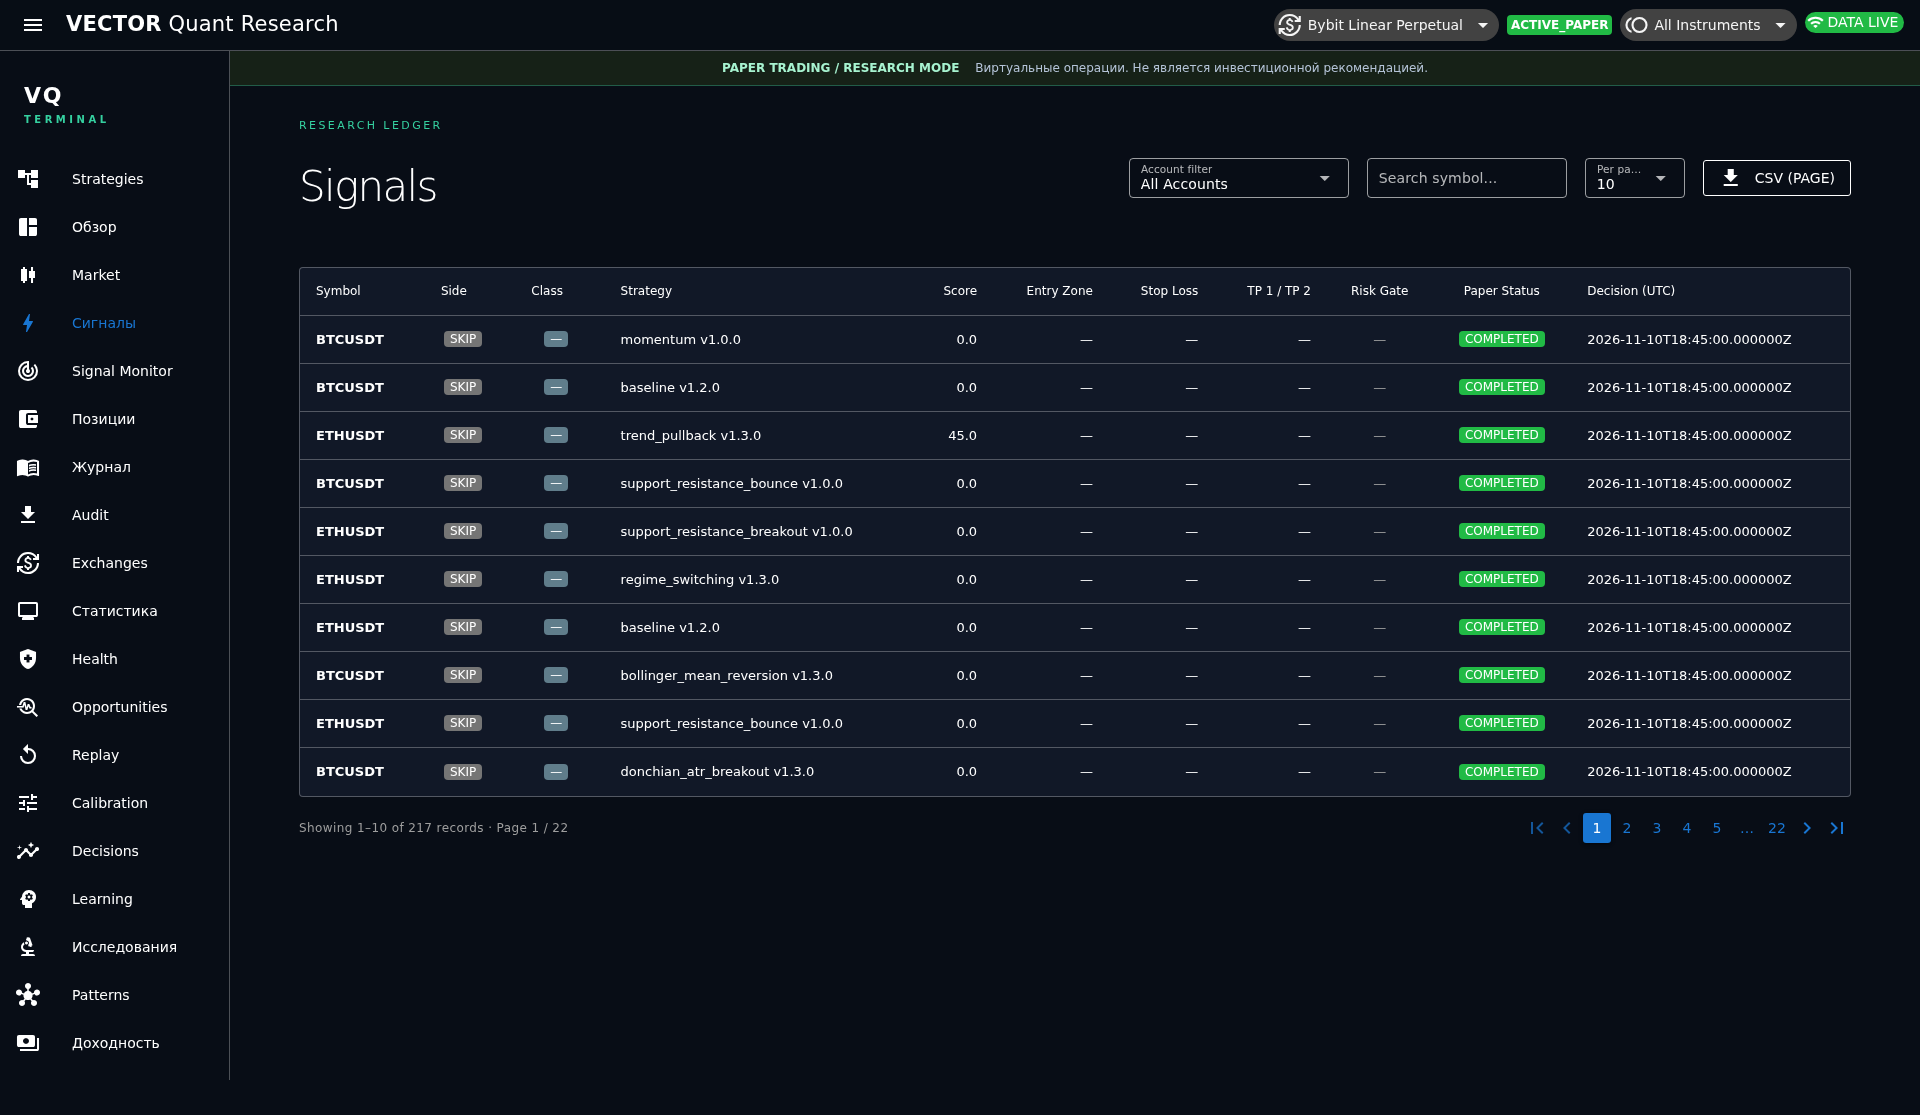 VECTOR Quant Research
Bybit Linear Perpetual
ACTIVE_PAPER
All Instruments
DATA LIVE
PAPER TRADING / RESEARCH MODE Виртуальные операции. Не является инвестиционной рекомендацией.
VQ
TERMINAL
Strategies
Обзор
Market
Сигналы
Signal Monitor
Позиции
Журнал
Audit
Exchanges
Статистика
Health
Opportunities
Replay
Calibration
Decisions
Learning
Исследования
Patterns
Доходность
RESEARCH LEDGER
Signals
Account filter
All Accounts
Search symbol...
Per pa...
10
CSV (PAGE)
Symbol Side Class Strategy Score Entry Zone Stop Loss TP 1 / TP 2 Risk Gate Paper Status Decision (UTC)
BTCUSDT SKIP — momentum v1.0.0 0.0 — — — — COMPLETED 2026-11-10T18:45:00.000000Z
BTCUSDT SKIP — baseline v1.2.0 0.0 — — — — COMPLETED 2026-11-10T18:45:00.000000Z
ETHUSDT SKIP — trend_pullback v1.3.0 45.0 — — — — COMPLETED 2026-11-10T18:45:00.000000Z
BTCUSDT SKIP — support_resistance_bounce v1.0.0 0.0 — — — — COMPLETED 2026-11-10T18:45:00.000000Z
ETHUSDT SKIP — support_resistance_breakout v1.0.0 0.0 — — — — COMPLETED 2026-11-10T18:45:00.000000Z
ETHUSDT SKIP — regime_switching v1.3.0 0.0 — — — — COMPLETED 2026-11-10T18:45:00.000000Z
ETHUSDT SKIP — baseline v1.2.0 0.0 — — — — COMPLETED 2026-11-10T18:45:00.000000Z
BTCUSDT SKIP — bollinger_mean_reversion v1.3.0 0.0 — — — — COMPLETED 2026-11-10T18:45:00.000000Z
ETHUSDT SKIP — support_resistance_bounce v1.0.0 0.0 — — — — COMPLETED 2026-11-10T18:45:00.000000Z
BTCUSDT SKIP — donchian_atr_breakout v1.3.0 0.0 — — — — COMPLETED 2026-11-10T18:45:00.000000Z
Showing 1–10 of 217 records · Page 1 / 22
1 2 3 4 5 ... 22